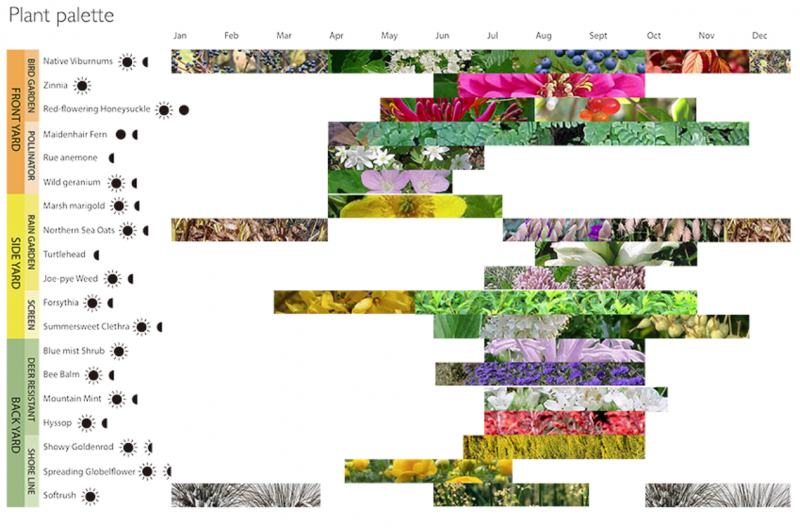 Plant palette
Jan Feb Mar Apr May Jun Jul Aug Sept Oct Nov Dec
FRONT YARD
BIRD GARDEN
Native Viburnums
Zinnia
Red-flowering Honeysuckle
POLLINATOR
Maidenhair Fern
Rue anemone
Wild geranium
SIDE YARD
RAIN GARDEN
Marsh marigold
Northern Sea Oats
Turtlehead
Joe-pye Weed
SCREEN
Forsythia
Summersweet Clethra
BACK YARD
DEER RESISTANT
Blue mist Shrub
Bee Balm
Mountain Mint
Hyssop
SHORE LINE
Showy Goldenrod
Spreading Globelflower
Softrush